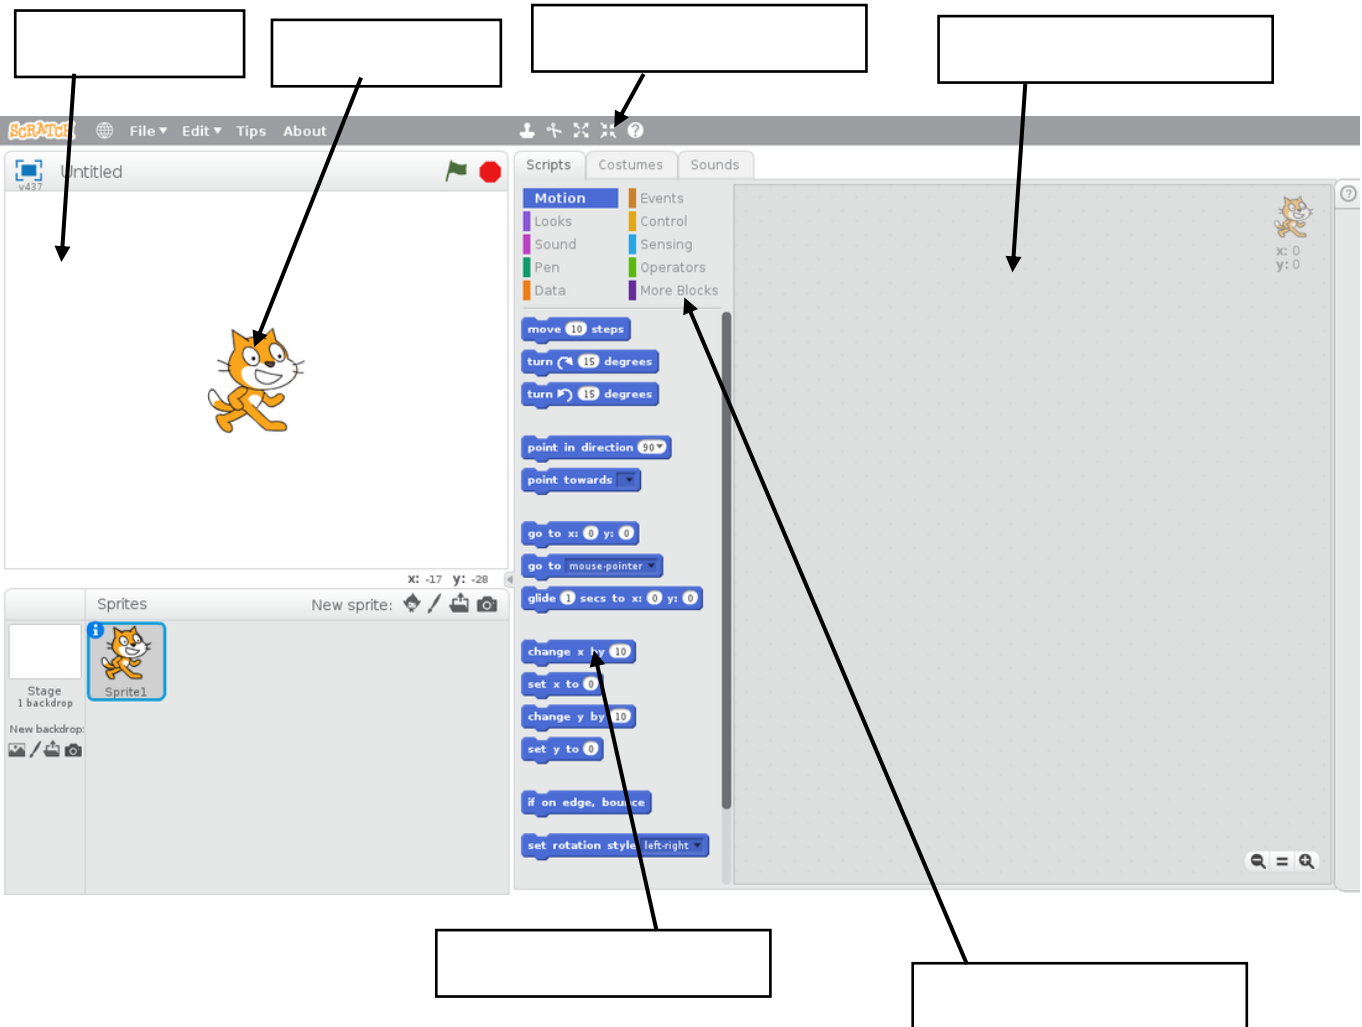 SCRATCH File Edit Tips About
v437 Untitled
Scripts Costumes Sounds
Motion Events
Looks Control
Sound Sensing
Pen Operators
Data More Blocks
x: 0
y: 0
move 10 steps
turn 15 degrees
turn 15 degrees
point in direction 90
point towards
go to x: 0 y: 0
go to mouse-pointer
glide 1 secs to x: 0 y: 0
change x by 10
set x to 0
change y by 10
set y to 0
if on edge, bounce
set rotation style left-right
x: -17 y: -28
Sprites New sprite:
Stage
1 backdrop
Sprite1
New backdrop: